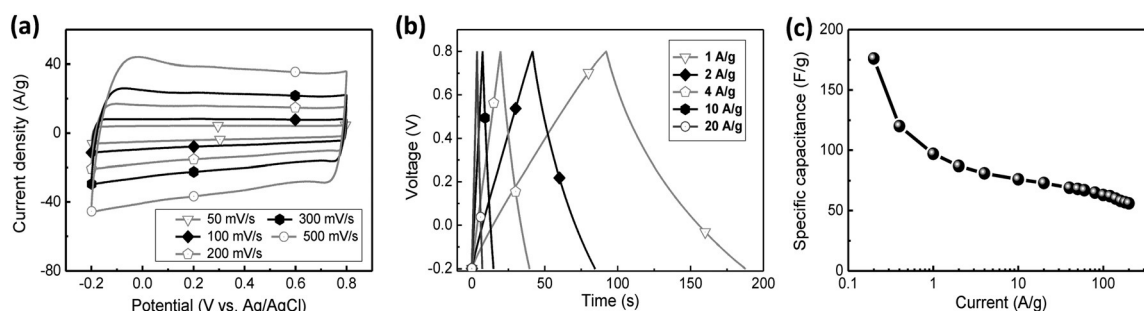 (a)
80
40
0
-40
-80
Current density (A/g)
-0.2 0.0 0.2 0.4 0.6 0.8
Potential (V vs. Ag/AgCl)
50 mV/s 300 mV/s
100 mV/s 500 mV/s
200 mV/s
(b)
0.8
0.6
0.4
0.2
0.0
-0.2
Voltage (V)
0 50 100 150 200
Time (s)
1 A/g
2 A/g
4 A/g
10 A/g
20 A/g
(c)
200
150
100
50
0
Specific capacitance (F/g)
0.1 1 10 100
Current (A/g)